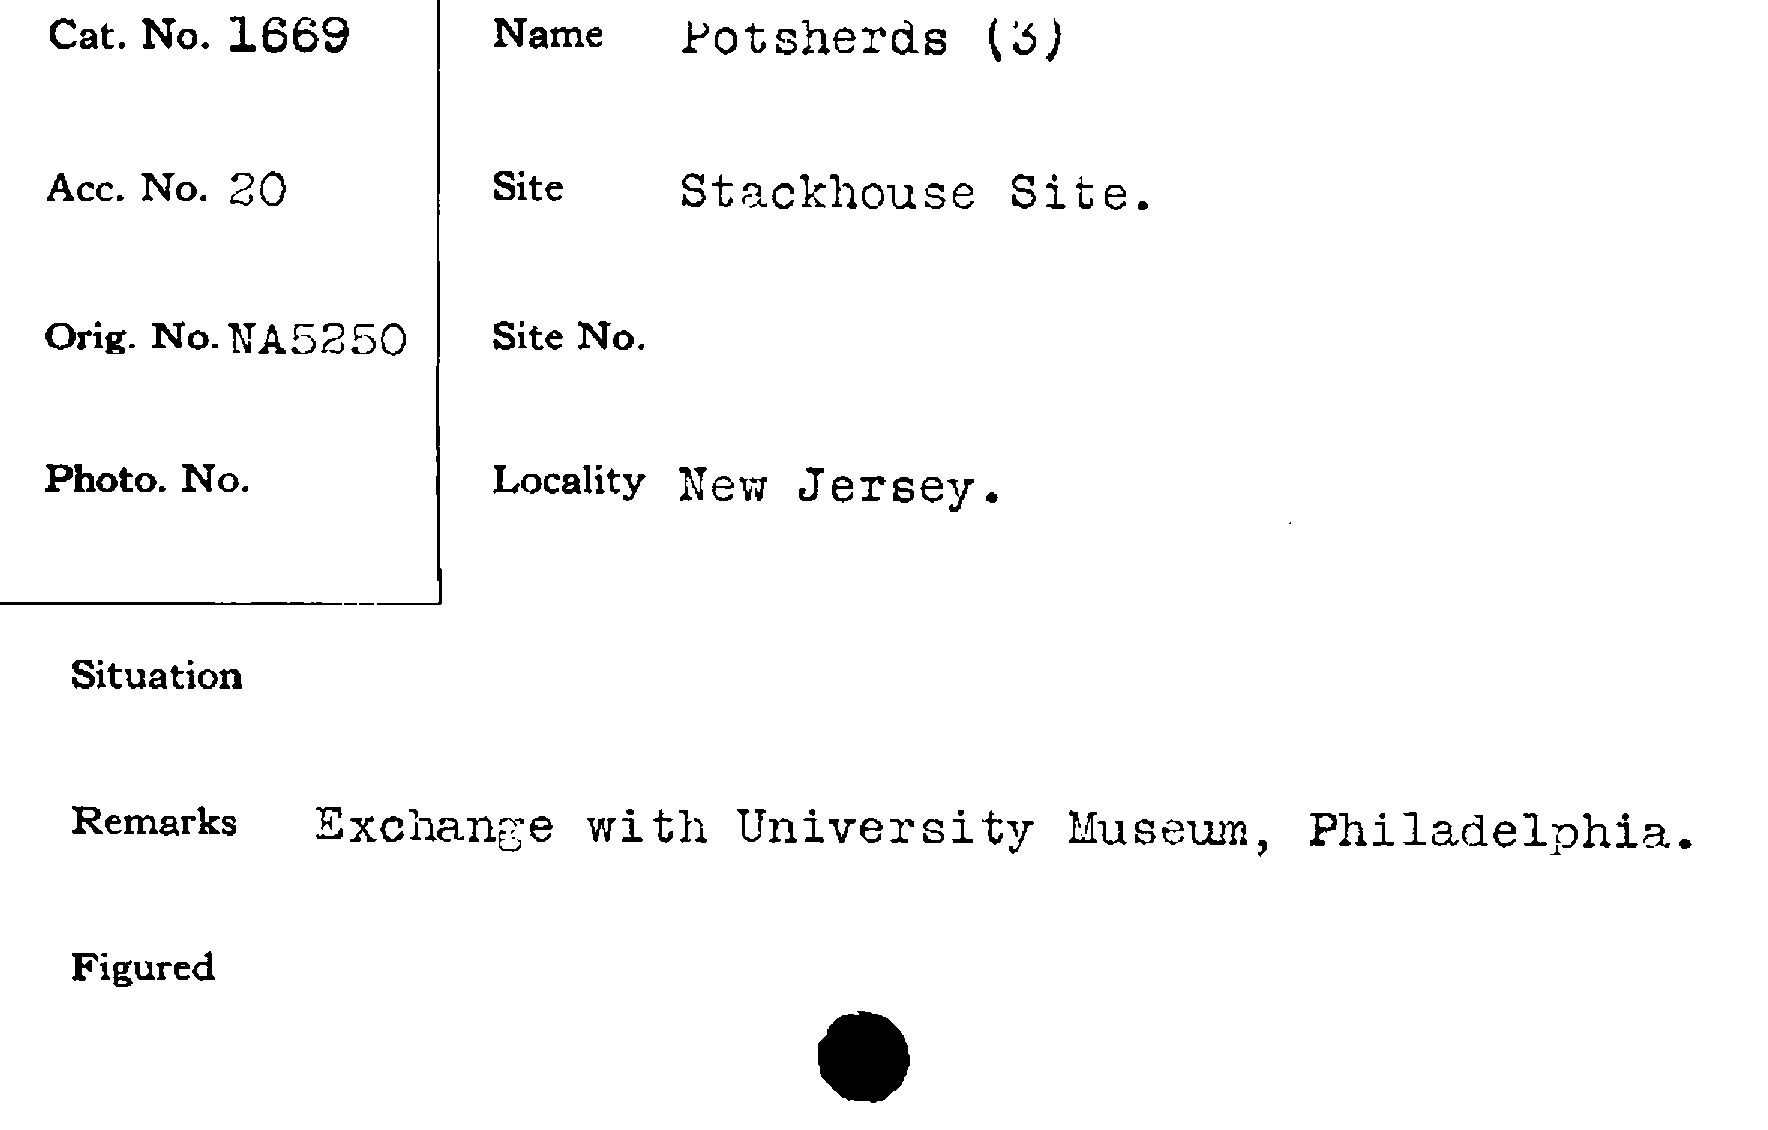 Cat. No. 1669
Name Potsherds (3)
Acc. No. 20
Site Stackhouse Site.
Orig. No. NA5250
Site No.
Photo. No.
Locality New Jersey.
Situation
Remarks Exchange with University Museum, Philadelphia.
Figured